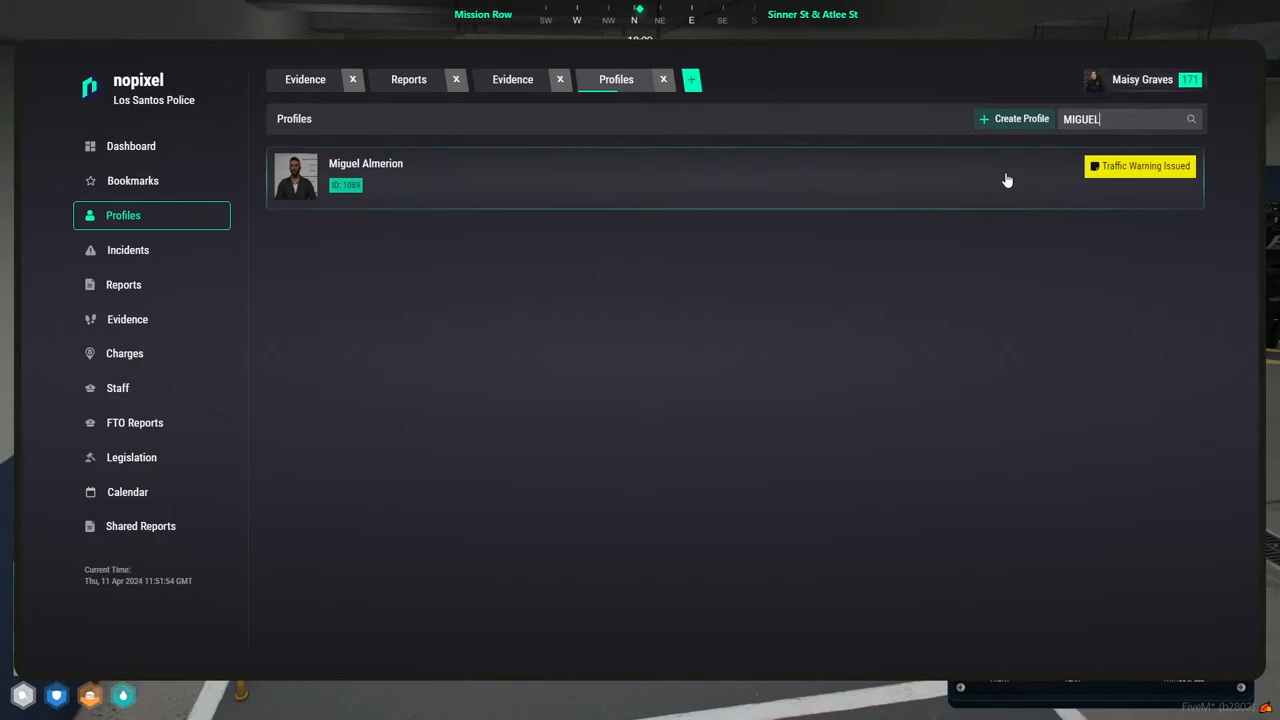 Mission Row
SW W NW N NE E SE S
Sinner St & Atlee St
nopixel
Los Santos Police
Evidence x
Reports x
Evidence x
Profiles x
+
Maisy Graves 171
Profiles
+ Create Profile
MIGUEL
Miguel Almerion
ID: 1089
Traffic Warning Issued
Dashboard
Bookmarks
Profiles
Incidents
Reports
Evidence
Charges
Staff
FTO Reports
Legislation
Calendar
Shared Reports
Current Time:
Thu, 11 Apr 2024 11:51:54 GMT
FiveM* (b2802)